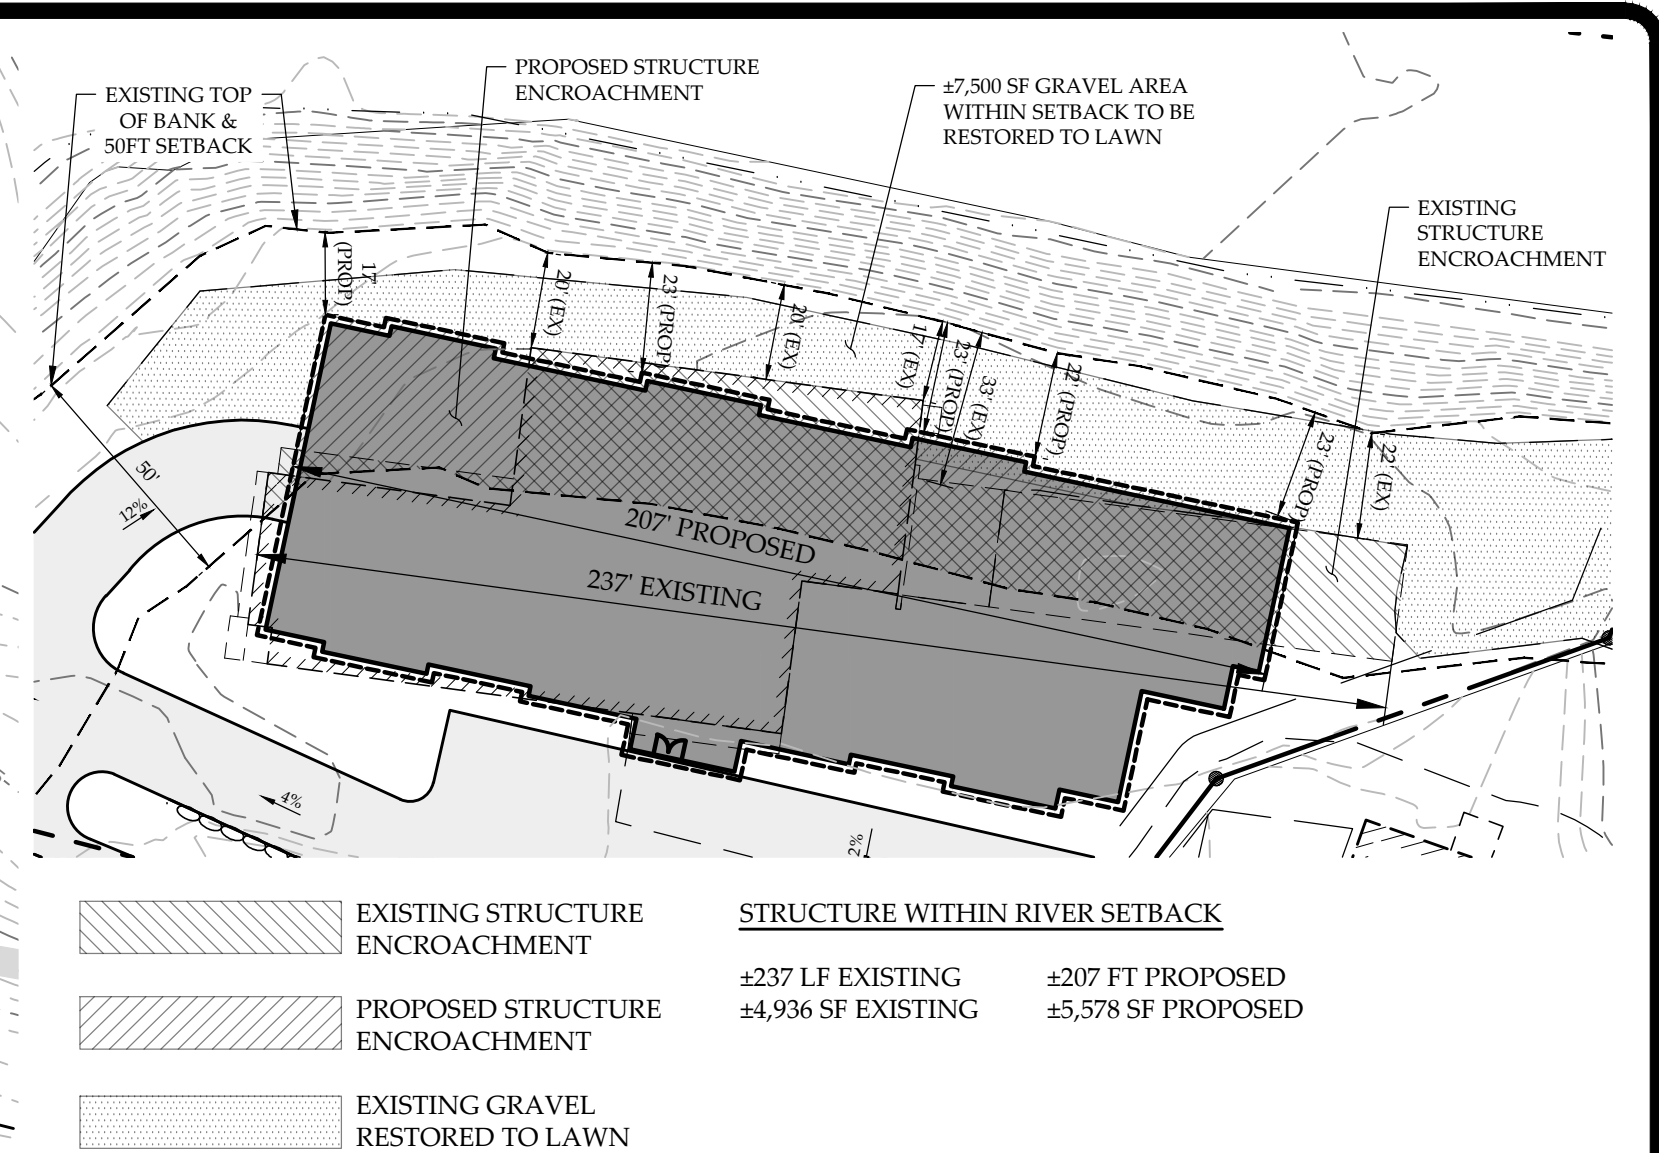 EXISTING TOP
OF BANK &
50FT SETBACK
PROPOSED STRUCTURE
ENCROACHMENT
±7,500 SF GRAVEL AREA
WITHIN SETBACK TO BE
RESTORED TO LAWN
EXISTING
STRUCTURE
ENCROACHMENT
17'
(PROP)
20' (EX)
23' (PROP)
20' (EX)
17' (EX)
23' (PROP)
33' (EX)
22' (PROP)
23' (PROP)
22' (EX)
50'
12%
207' PROPOSED
237' EXISTING
4%
2%
EXISTING STRUCTURE
ENCROACHMENT
PROPOSED STRUCTURE
ENCROACHMENT
EXISTING GRAVEL
RESTORED TO LAWN
STRUCTURE WITHIN RIVER SETBACK
±237 LF EXISTING
±207 FT PROPOSED
±4,936 SF EXISTING
±5,578 SF PROPOSED